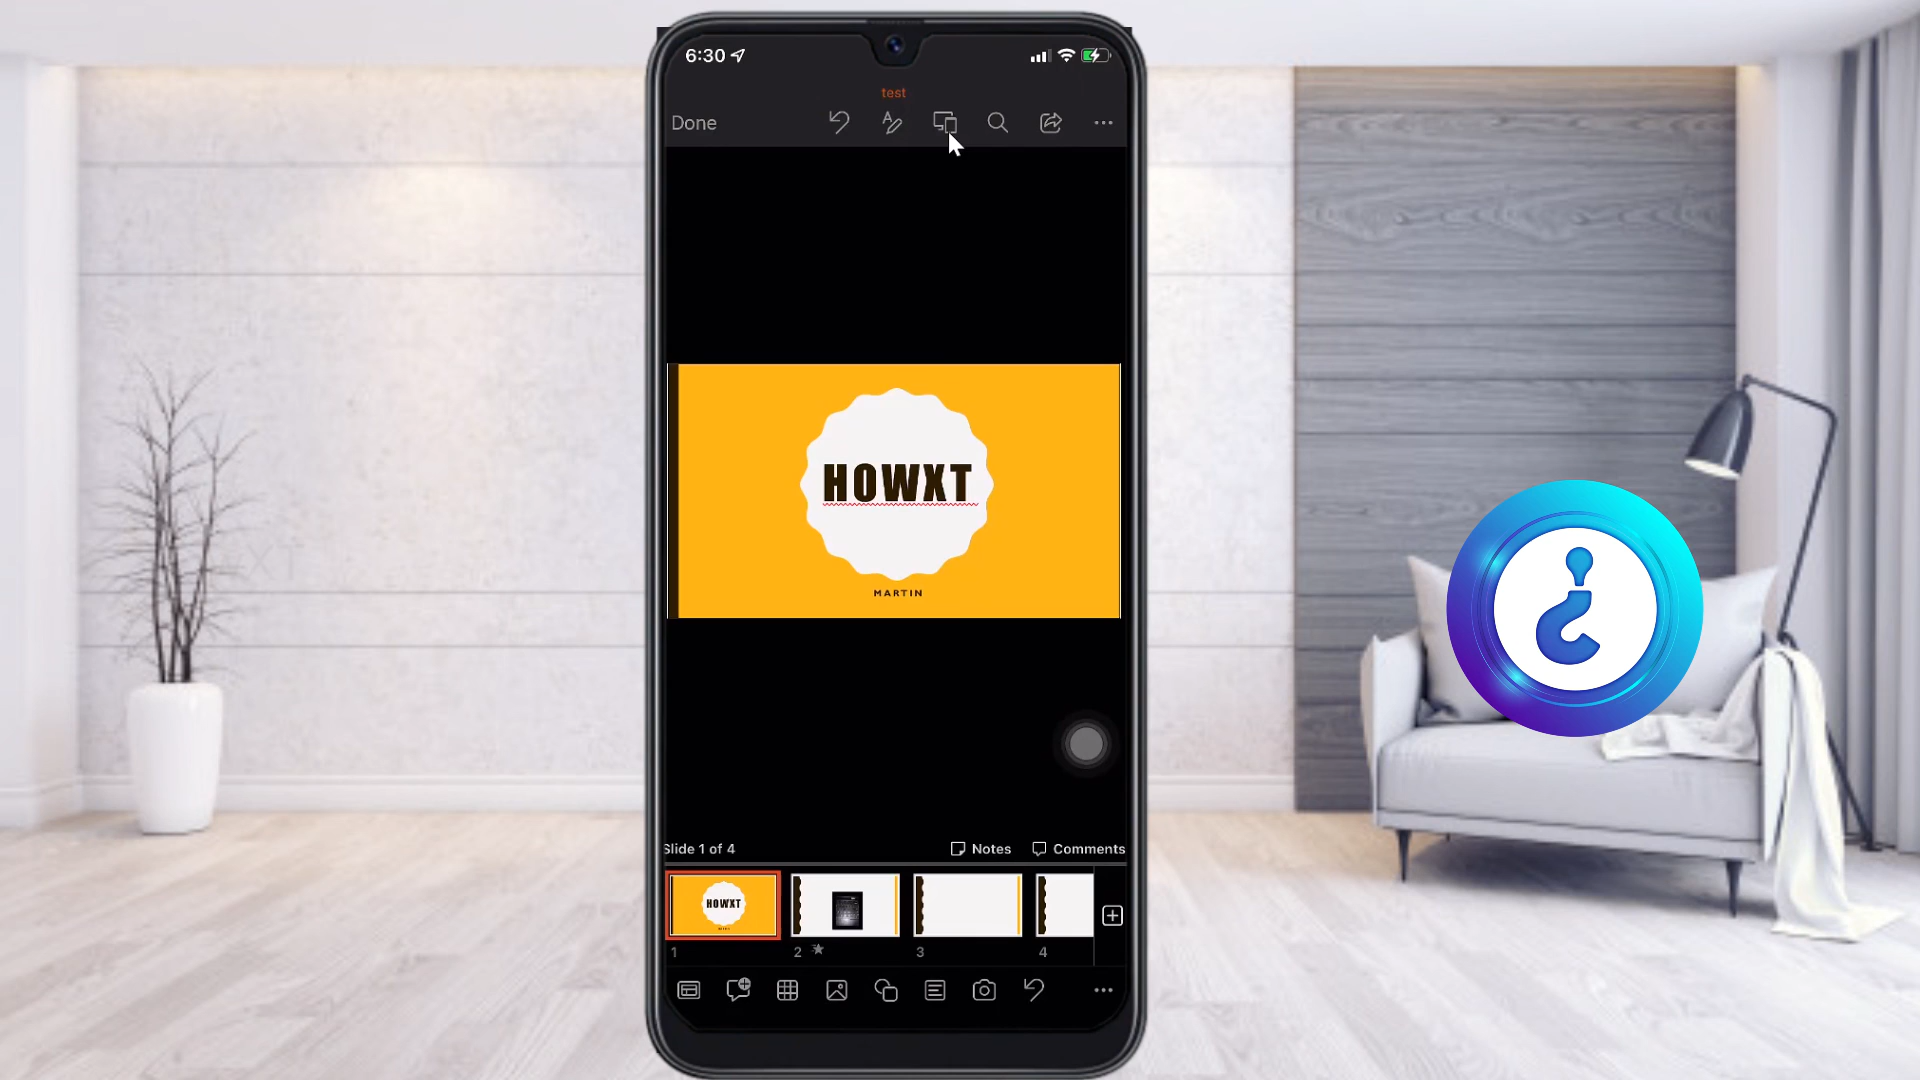 6:30
test
Done
HOWXT
MARTIN
Slide 1 of 4
Notes
Comments
HOWXT
1
2
3
4